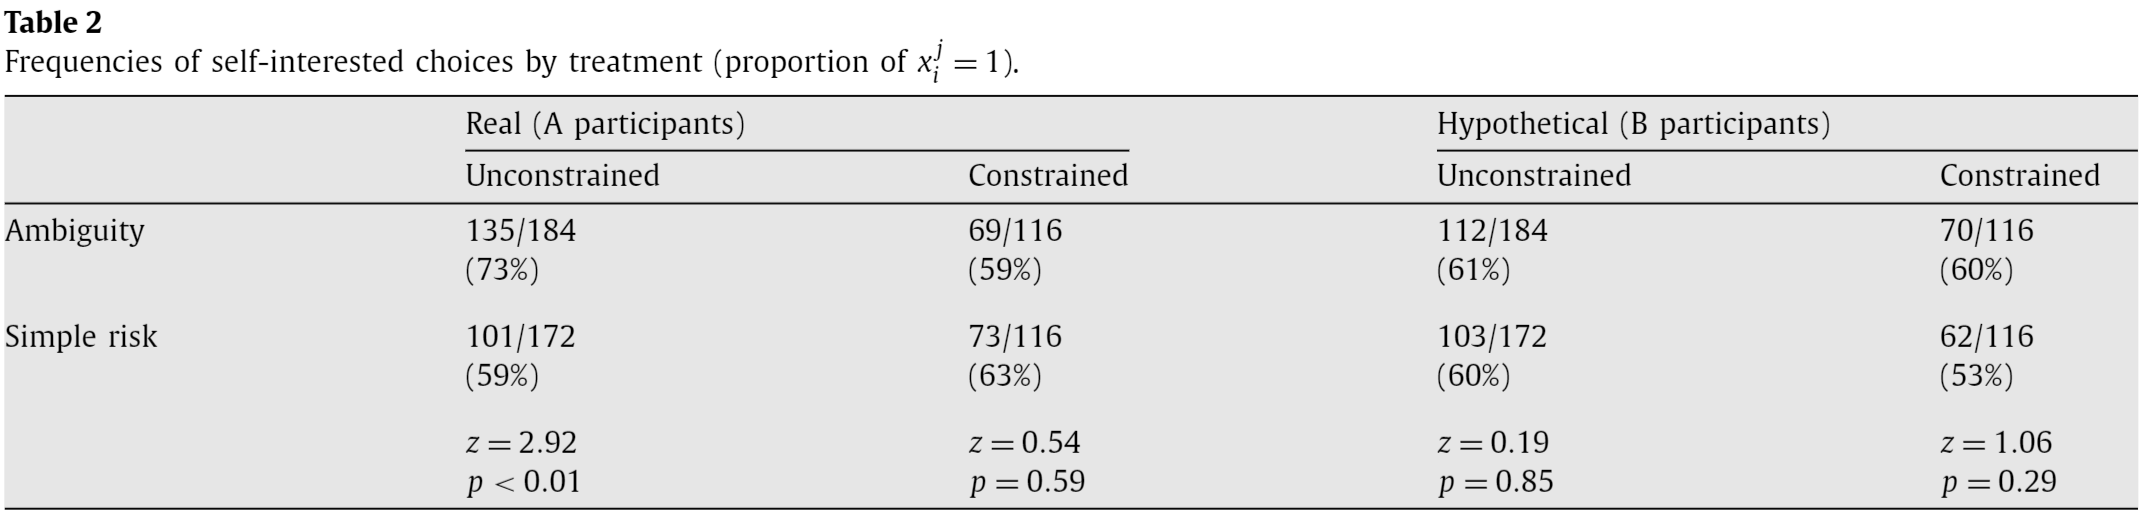 Table 2
Frequencies of self-interested choices by treatment (proportion of x_i^j = 1).
Real (A participants) Hypothetical (B participants)
Unconstrained Constrained Unconstrained Constrained
Ambiguity 135/184 69/116 112/184 70/116
(73%) (59%) (61%) (60%)
Simple risk 101/172 73/116 103/172 62/116
(59%) (63%) (60%) (53%)
z = 2.92 z = 0.54 z = 0.19 z = 1.06
p < 0.01 p = 0.59 p = 0.85 p = 0.29